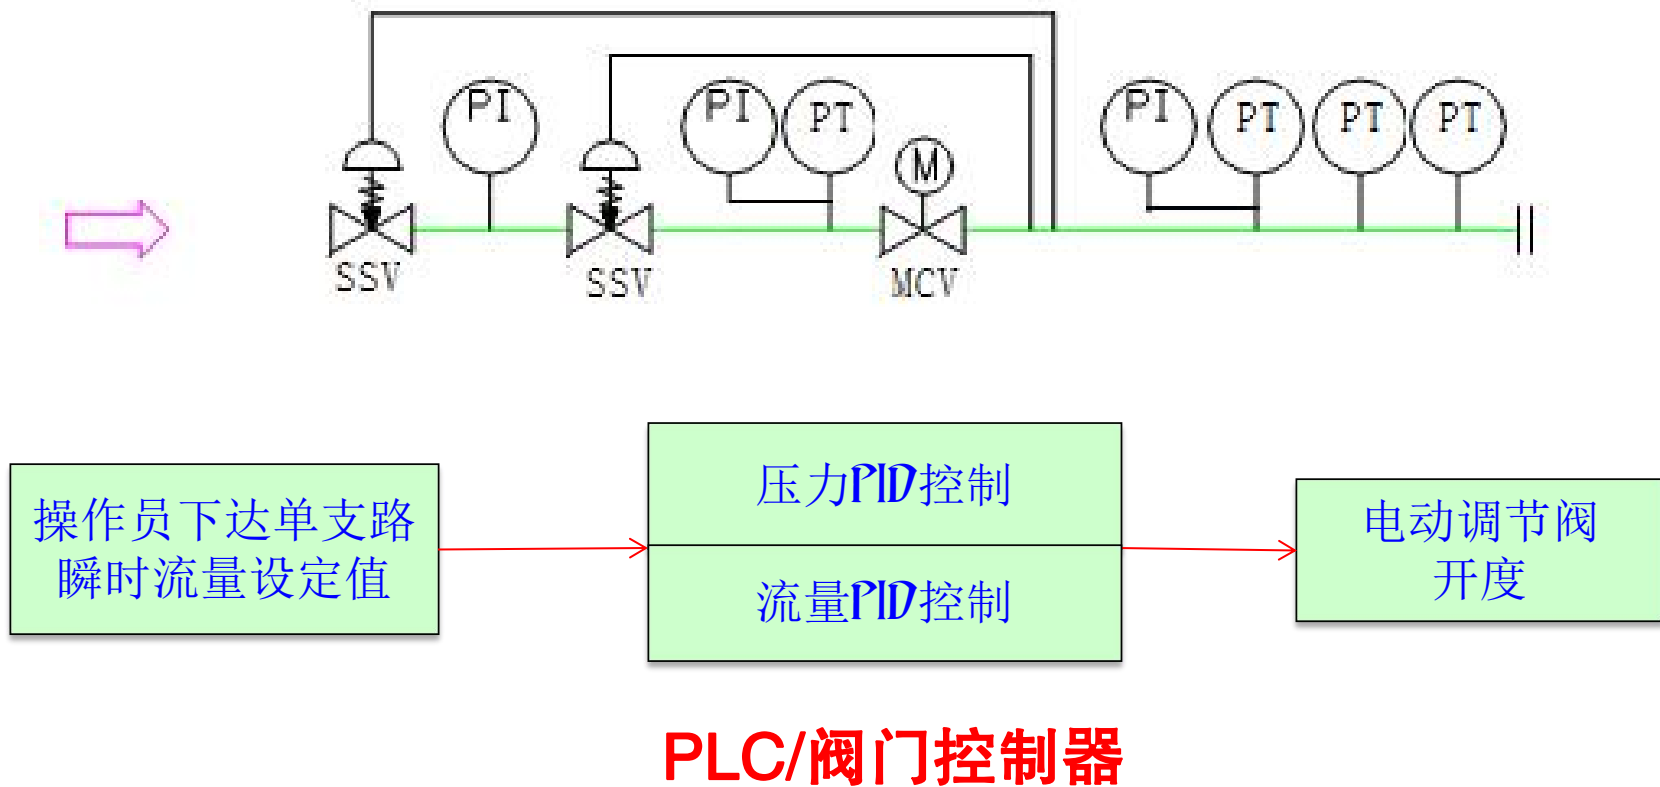 PI
PI
PT
M
PI
PT
PT
PT
SSV
SSV
MCV
操作员下达单支路
瞬时流量设定值
压力PID控制
流量PID控制
电动调节阀
开度
PLC/阀门控制器